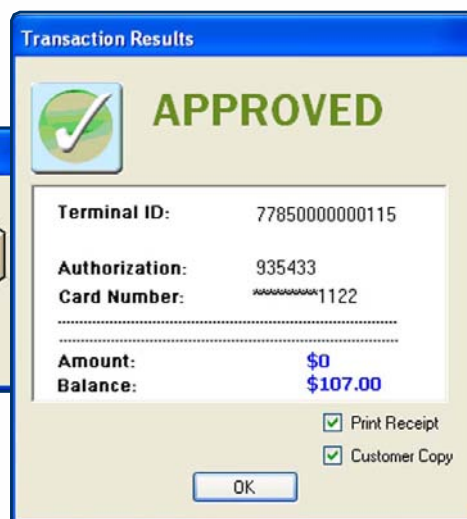 Transaction Results
APPROVED
Terminal ID: 77850000000115
Authorization: 935433
Card Number: **********1122
Amount: $0
Balance: $107.00
Print Receipt
Customer Copy
OK